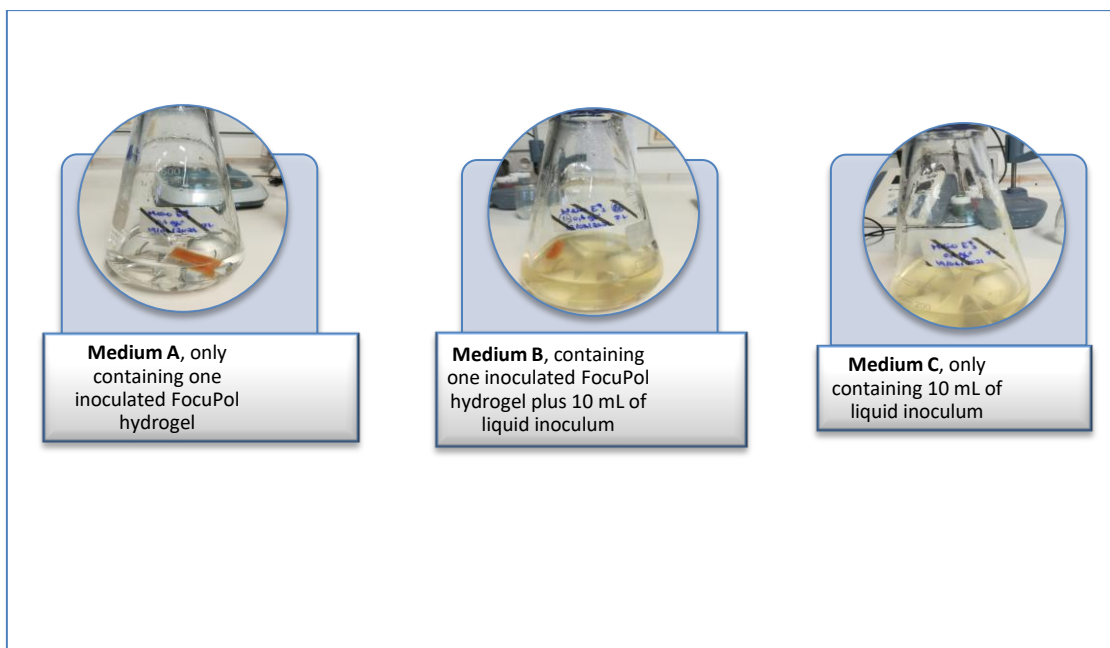 Medium A, only
containing one
inoculated FocuPol
hydrogel
Medium B, containing
one inoculated FocuPol
hydrogel plus 10 mL of
liquid inoculum
Medium C, only
containing 10 mL of
liquid inoculum